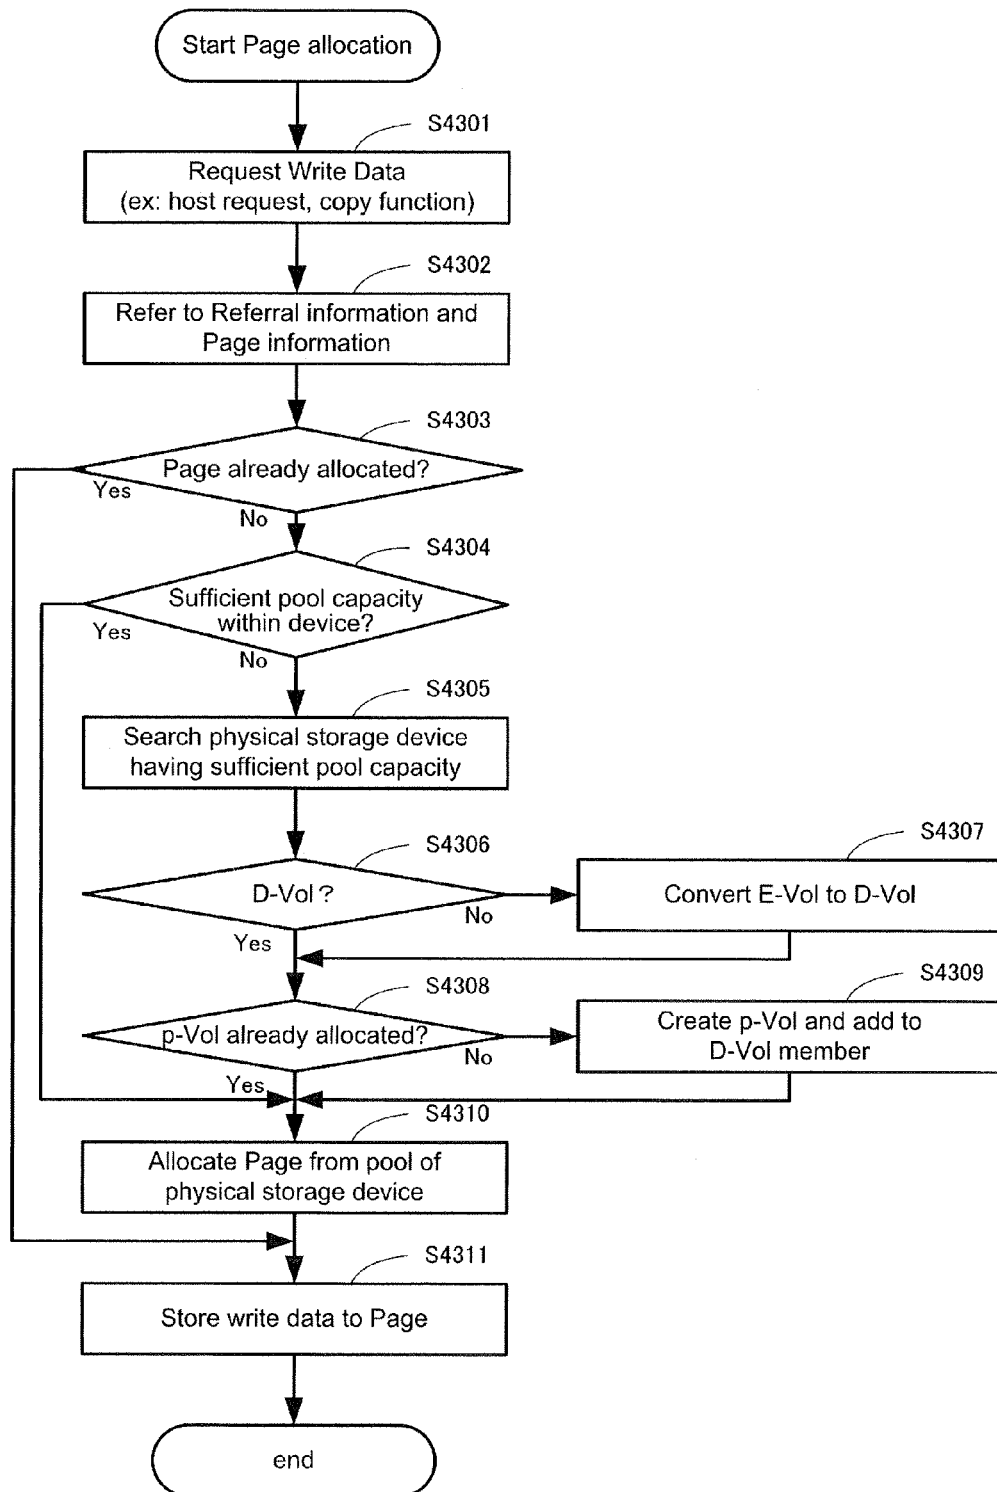 Start Page allocation
S4301
Request Write Data
(ex: host request, copy function)
S4302
Refer to Referral information and
Page information
S4303
Page already allocated?
Yes
No
S4304
Sufficient pool capacity
within device?
Yes
No
S4305
Search physical storage device
having sufficient pool capacity
S4306
D-Vol ?
No
Yes
S4307
Convert E-Vol to D-Vol
S4308
p-Vol already allocated?
No
Yes
S4309
Create p-Vol and add to
D-Vol member
S4310
Allocate Page from pool of
physical storage device
S4311
Store write data to Page
end